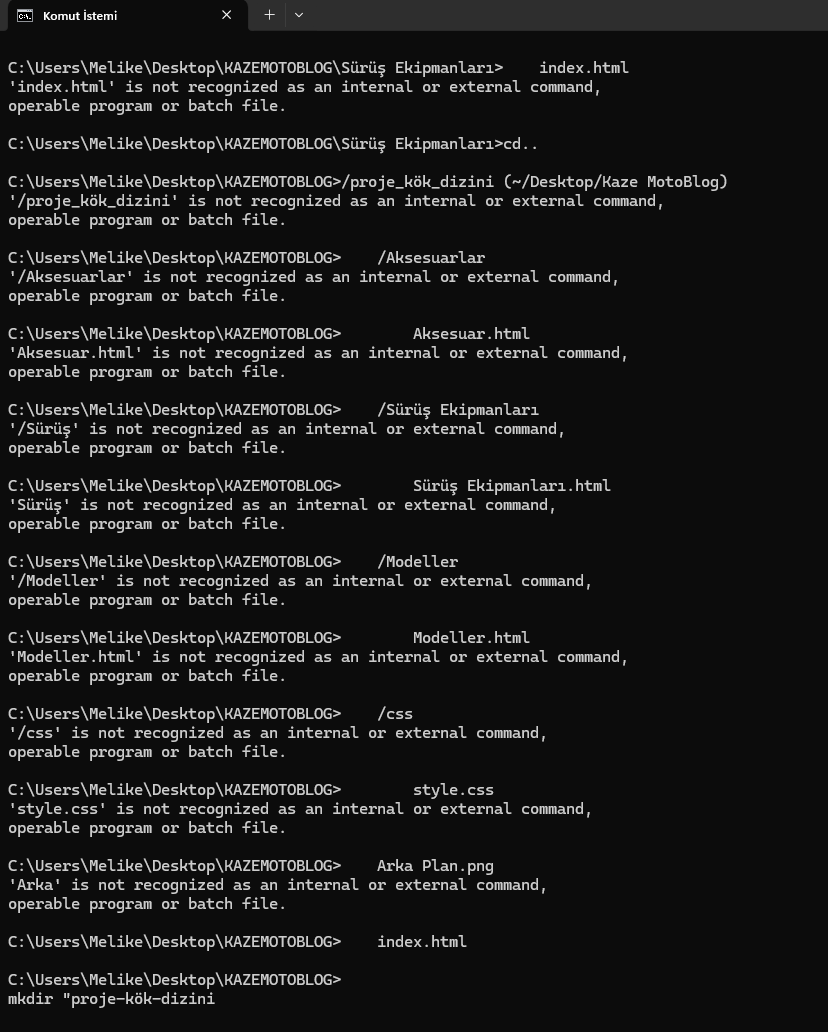 Komut İstemi
C:\Users\Melike\Desktop\KAZEMOTOBLOG\Sürüş Ekipmanları>    index.html
'index.html' is not recognized as an internal or external command,
operable program or batch file.
C:\Users\Melike\Desktop\KAZEMOTOBLOG\Sürüş Ekipmanları>cd..
C:\Users\Melike\Desktop\KAZEMOTOBLOG>/proje_kök_dizini (~/Desktop/Kaze MotoBlog)
'/proje_kök_dizini' is not recognized as an internal or external command,
operable program or batch file.
C:\Users\Melike\Desktop\KAZEMOTOBLOG>    /Aksesuarlar
'/Aksesuarlar' is not recognized as an internal or external command,
operable program or batch file.
C:\Users\Melike\Desktop\KAZEMOTOBLOG>        Aksesuar.html
'Aksesuar.html' is not recognized as an internal or external command,
operable program or batch file.
C:\Users\Melike\Desktop\KAZEMOTOBLOG>    /Sürüş Ekipmanları
'/Sürüş' is not recognized as an internal or external command,
operable program or batch file.
C:\Users\Melike\Desktop\KAZEMOTOBLOG>        Sürüş Ekipmanları.html
'Sürüş' is not recognized as an internal or external command,
operable program or batch file.
C:\Users\Melike\Desktop\KAZEMOTOBLOG>    /Modeller
'/Modeller' is not recognized as an internal or external command,
operable program or batch file.
C:\Users\Melike\Desktop\KAZEMOTOBLOG>        Modeller.html
'Modeller.html' is not recognized as an internal or external command,
operable program or batch file.
C:\Users\Melike\Desktop\KAZEMOTOBLOG>    /css
'/css' is not recognized as an internal or external command,
operable program or batch file.
C:\Users\Melike\Desktop\KAZEMOTOBLOG>        style.css
'style.css' is not recognized as an internal or external command,
operable program or batch file.
C:\Users\Melike\Desktop\KAZEMOTOBLOG>    Arka Plan.png
'Arka' is not recognized as an internal or external command,
operable program or batch file.
C:\Users\Melike\Desktop\KAZEMOTOBLOG>    index.html
C:\Users\Melike\Desktop\KAZEMOTOBLOG>
mkdir "proje-kök-dizini